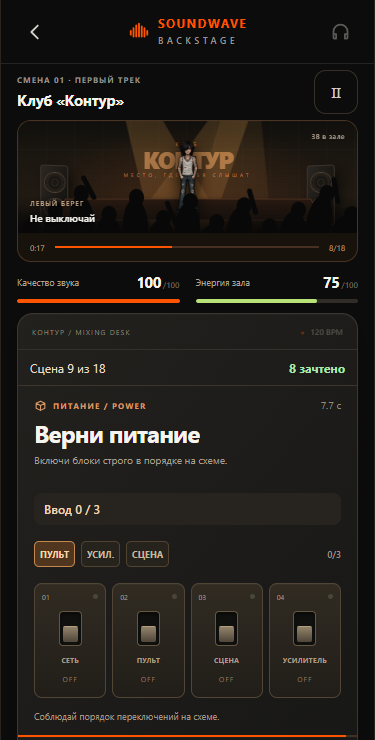 SOUNDWAVE
BACKSTAGE
СМЕНА 01 · ПЕРВЫЙ ТРЕК
Клуб «Контур»
II
38 в зале
КОНТУР
МЕСТО, ГДЕ ТЕБЯ СЛЫШАТ
ЛЕВЫЙ БЕРЕГ
Не выключай
0:17
8/18
Качество звука 100 /100
Энергия зала 75 /100
КОНТУР / MIXING DESK
120 BPM
Сцена 9 из 18
8 зачтено
ПИТАНИЕ / POWER
7.7 с
Верни питание
Включи блоки строго в порядке на схеме.
Ввод 0 / 3
ПУЛЬТ УСИЛ. СЦЕНА 0/3
01 02 03 04
СЕТЬ ПУЛЬТ СЦЕНА УСИЛИТЕЛЬ
OFF OFF OFF OFF
Соблюдай порядок переключений на схеме.